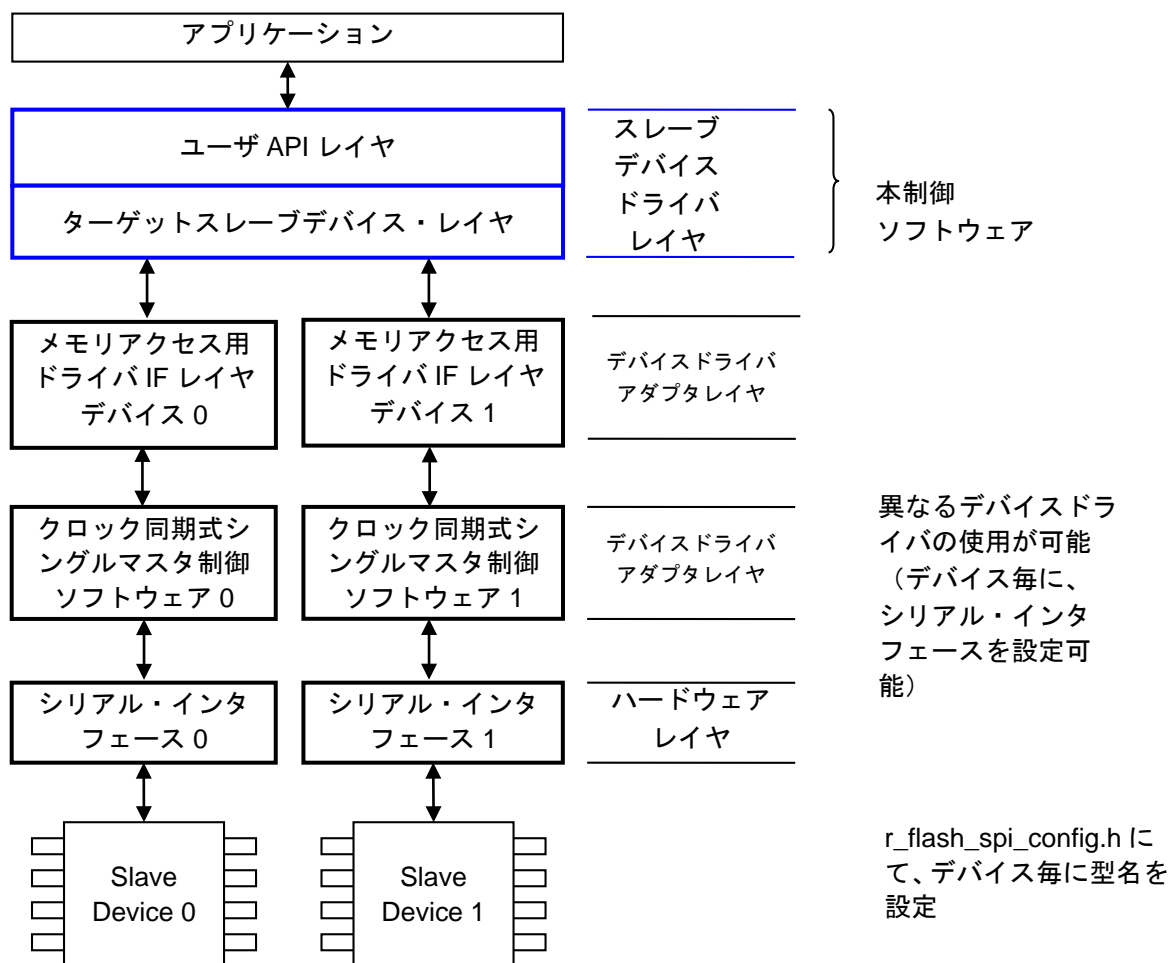 アプリケーション
ユーザ API レイヤ
ターゲットスレーブデバイス・レイヤ
スレーブ
デバイス
ドライバ
レイヤ
本制御
ソフトウェア
メモリアクセス用
ドライバ IF レイヤ
デバイス 0
メモリアクセス用
ドライバ IF レイヤ
デバイス 1
デバイスドライバ
アダプタレイヤ
クロック同期式シ
ングルマスタ制御
ソフトウェア 0
クロック同期式シ
ングルマスタ制御
ソフトウェア 1
デバイスドライバ
アダプタレイヤ
異なるデバイスドラ
イバの使用が可能
（デバイス毎に、
シリアル・インタ
フェースを設定可
能）
シリアル・インタ
フェース 0
シリアル・インタ
フェース 1
ハードウェア
レイヤ
Slave
Device 0
Slave
Device 1
r_flash_spi_config.h に
て、デバイス毎に型名を
設定